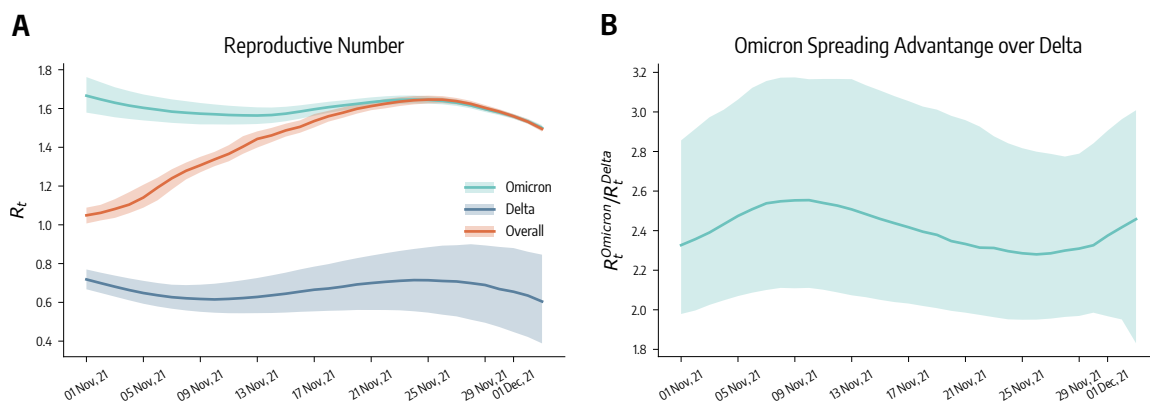 A
Reproductive Number
1.8
1.6
1.4
1.2
1.0
0.8
0.6
0.4
R_t
Omicron
Delta
Overall
01 Nov, 21
05 Nov, 21
09 Nov, 21
13 Nov, 21
17 Nov, 21
21 Nov, 21
25 Nov, 21
29 Nov, 21
01 Dec, 21
B
Omicron Spreading Advantange over Delta
3.2
3.0
2.8
2.6
2.4
2.2
2.0
1.8
R_t^Omicron/R_t^Delta
01 Nov, 21
05 Nov, 21
09 Nov, 21
13 Nov, 21
17 Nov, 21
21 Nov, 21
25 Nov, 21
29 Nov, 21
01 Dec, 21